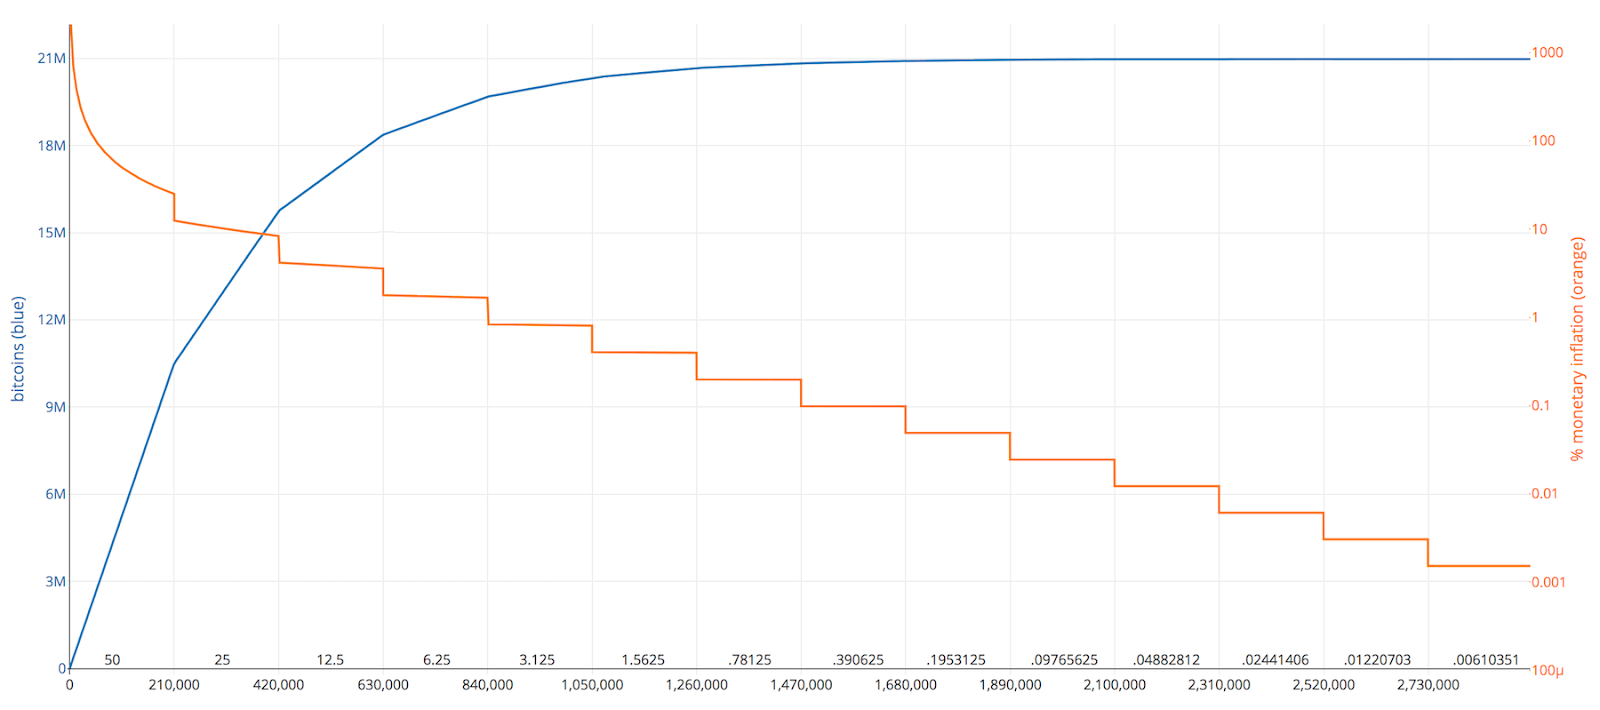 21M
18M
15M
12M
9M
6M
3M
0
bitcoins (blue)
1000
100
10
1
0.1
0.01
0.001
100μ
% monetary inflation (orange)
50 25 12.5 6.25 3.125 1.5625 .78125 .390625 .1953125 .09765625 .04882812 .02441406 .01220703 .00610351
0 210,000 420,000 630,000 840,000 1,050,000 1,260,000 1,470,000 1,680,000 1,890,000 2,100,000 2,310,000 2,520,000 2,730,000